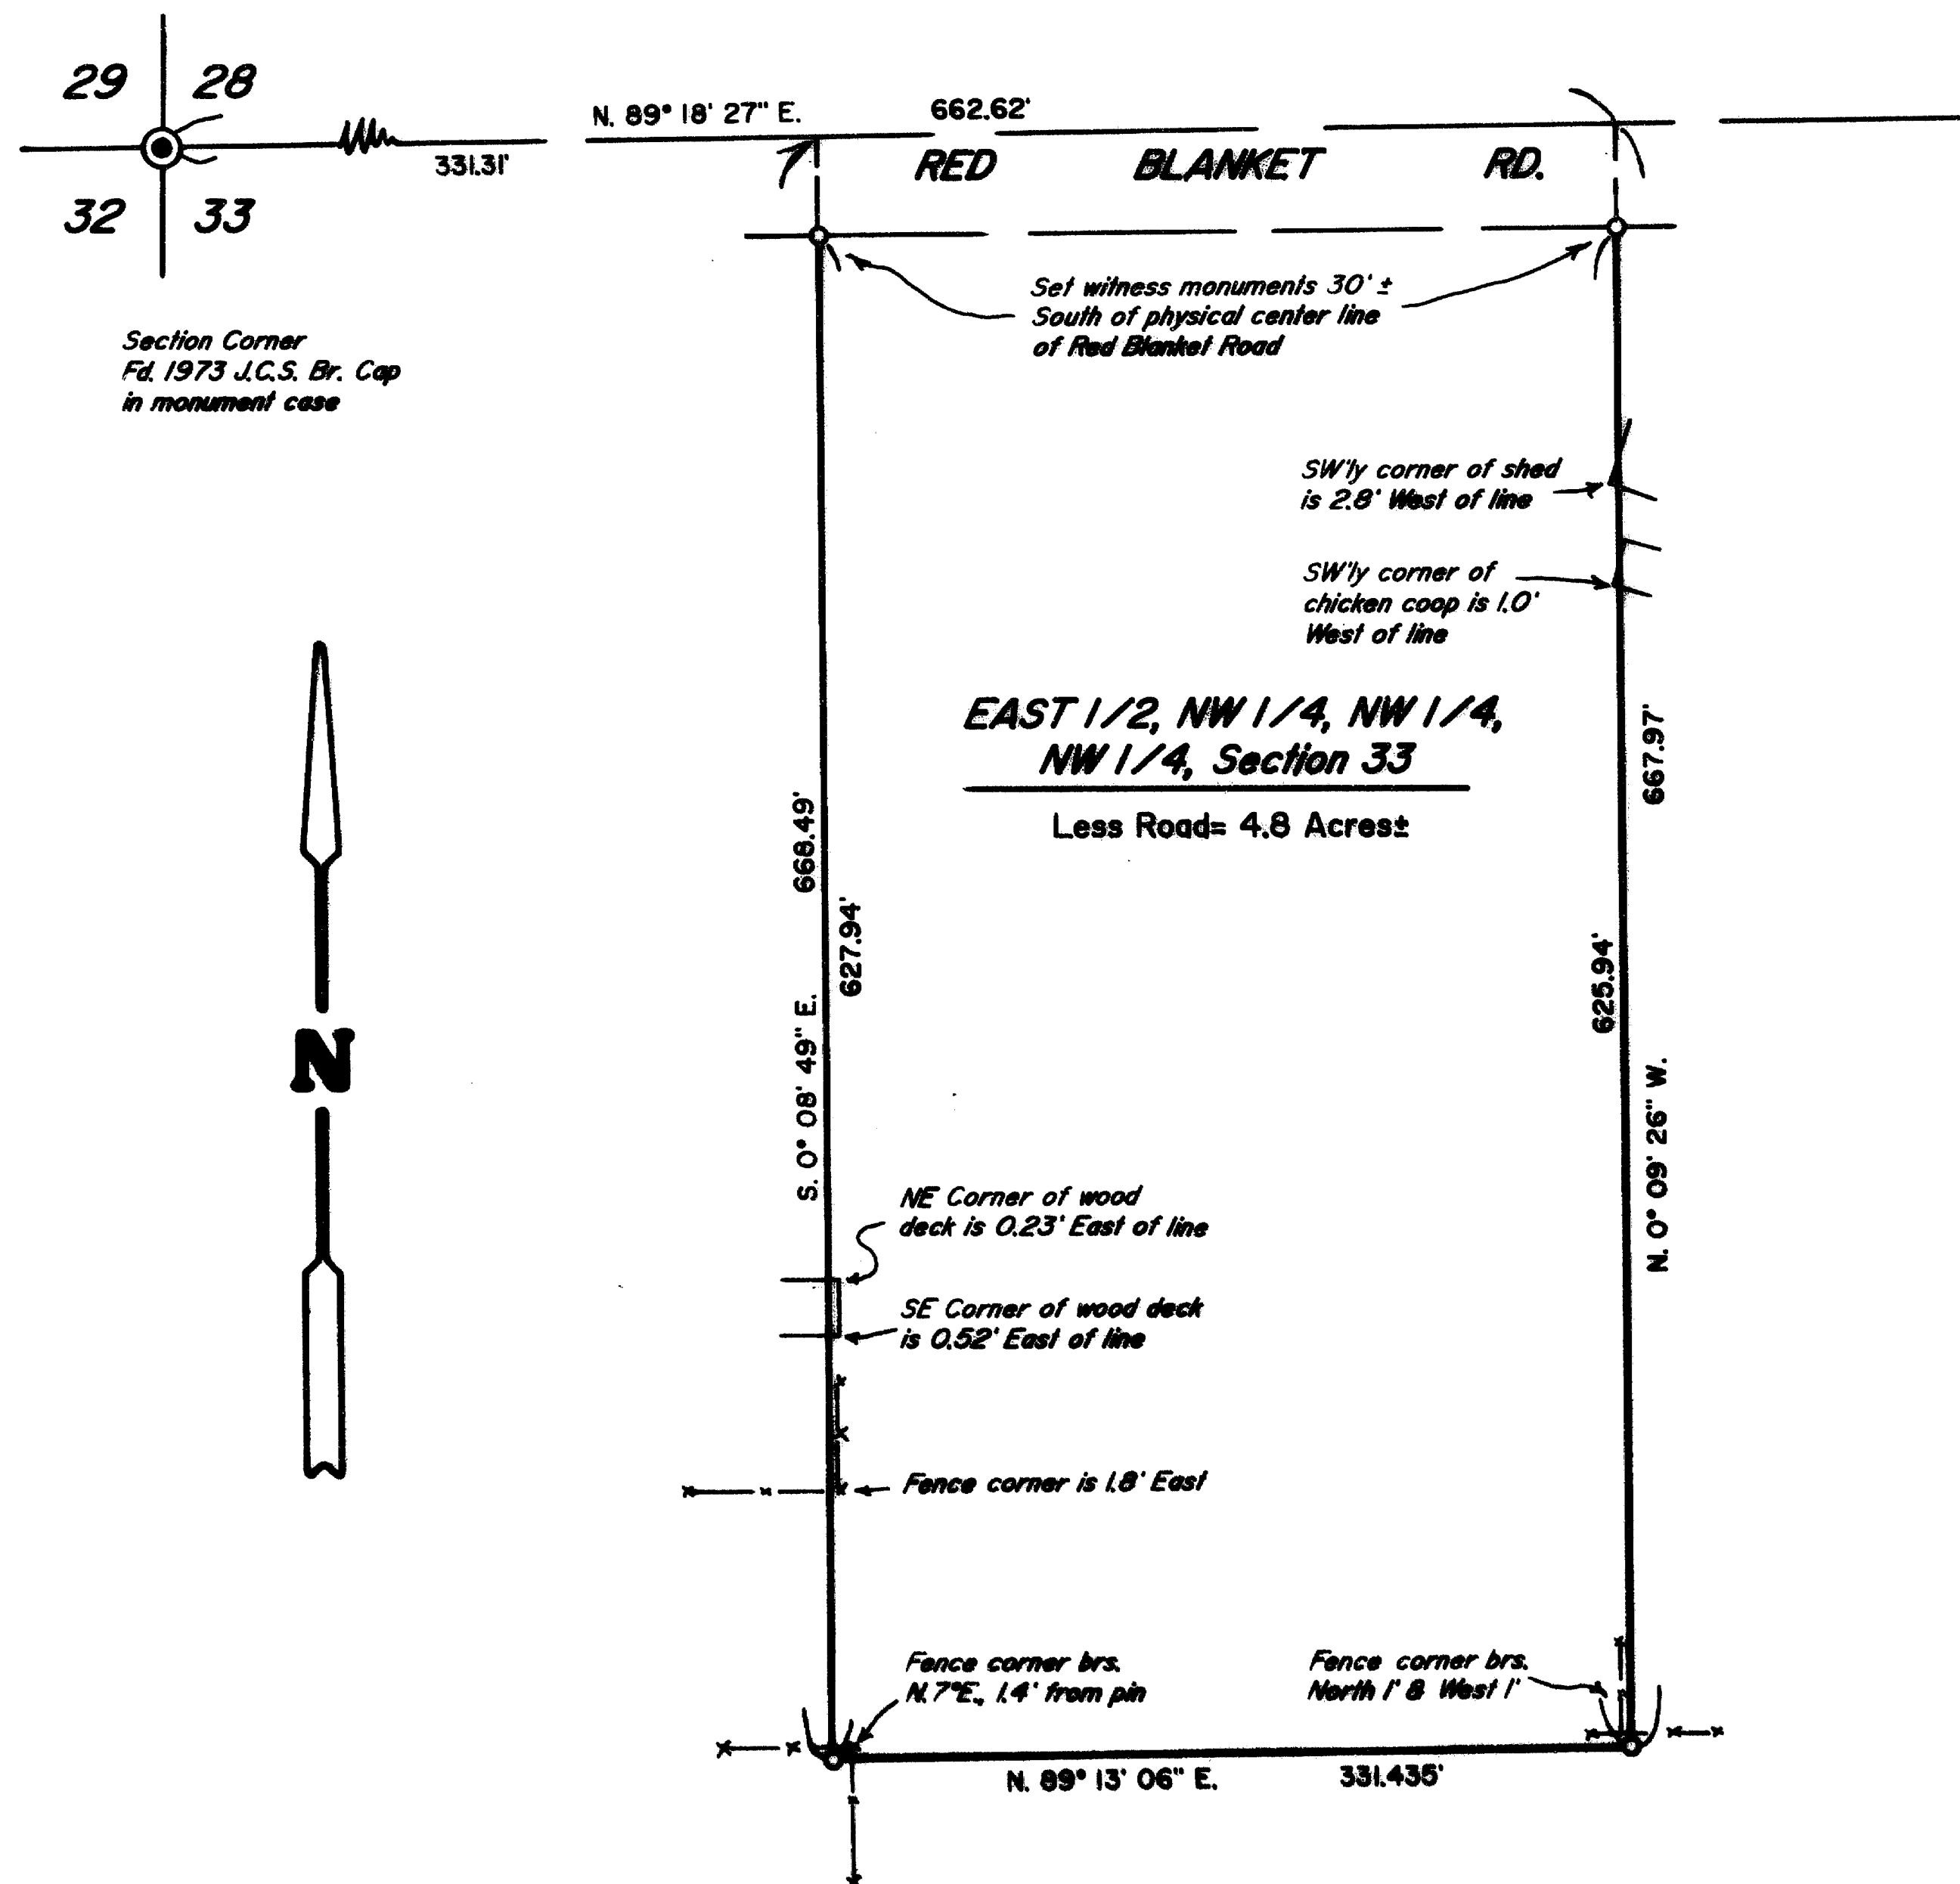 29 28
32 33
331.31'
N. 89° 18' 27" E. 662.62'
RED BLANKET RD.
Set witness monuments 30' ±
South of physical center line
of Red Blanket Road
Section Corner
Fd. 1973 J.C.S. Br. Cap
in monument case
SW'ly corner of shed
is 2.8' West of line
SW'ly corner of
chicken coop is 1.0'
West of line
EAST 1/2, NW 1/4, NW 1/4,
NW 1/4, Section 33
Less Road= 4.8 Acres±
S. 0° 08' 49" E. 668.49'
627.94'
625.94'
N. 0° 09' 26" W. 667.97'
N
NE Corner of wood
deck is 0.23' East of line
SE Corner of wood deck
is 0.52' East of line
Fence corner is 1.8' East
Fence corner brs.
N. 7°E., 1.4' from pin
Fence corner brs.
North 1' & West 1'
N. 89° 13' 06" E. 331.435'